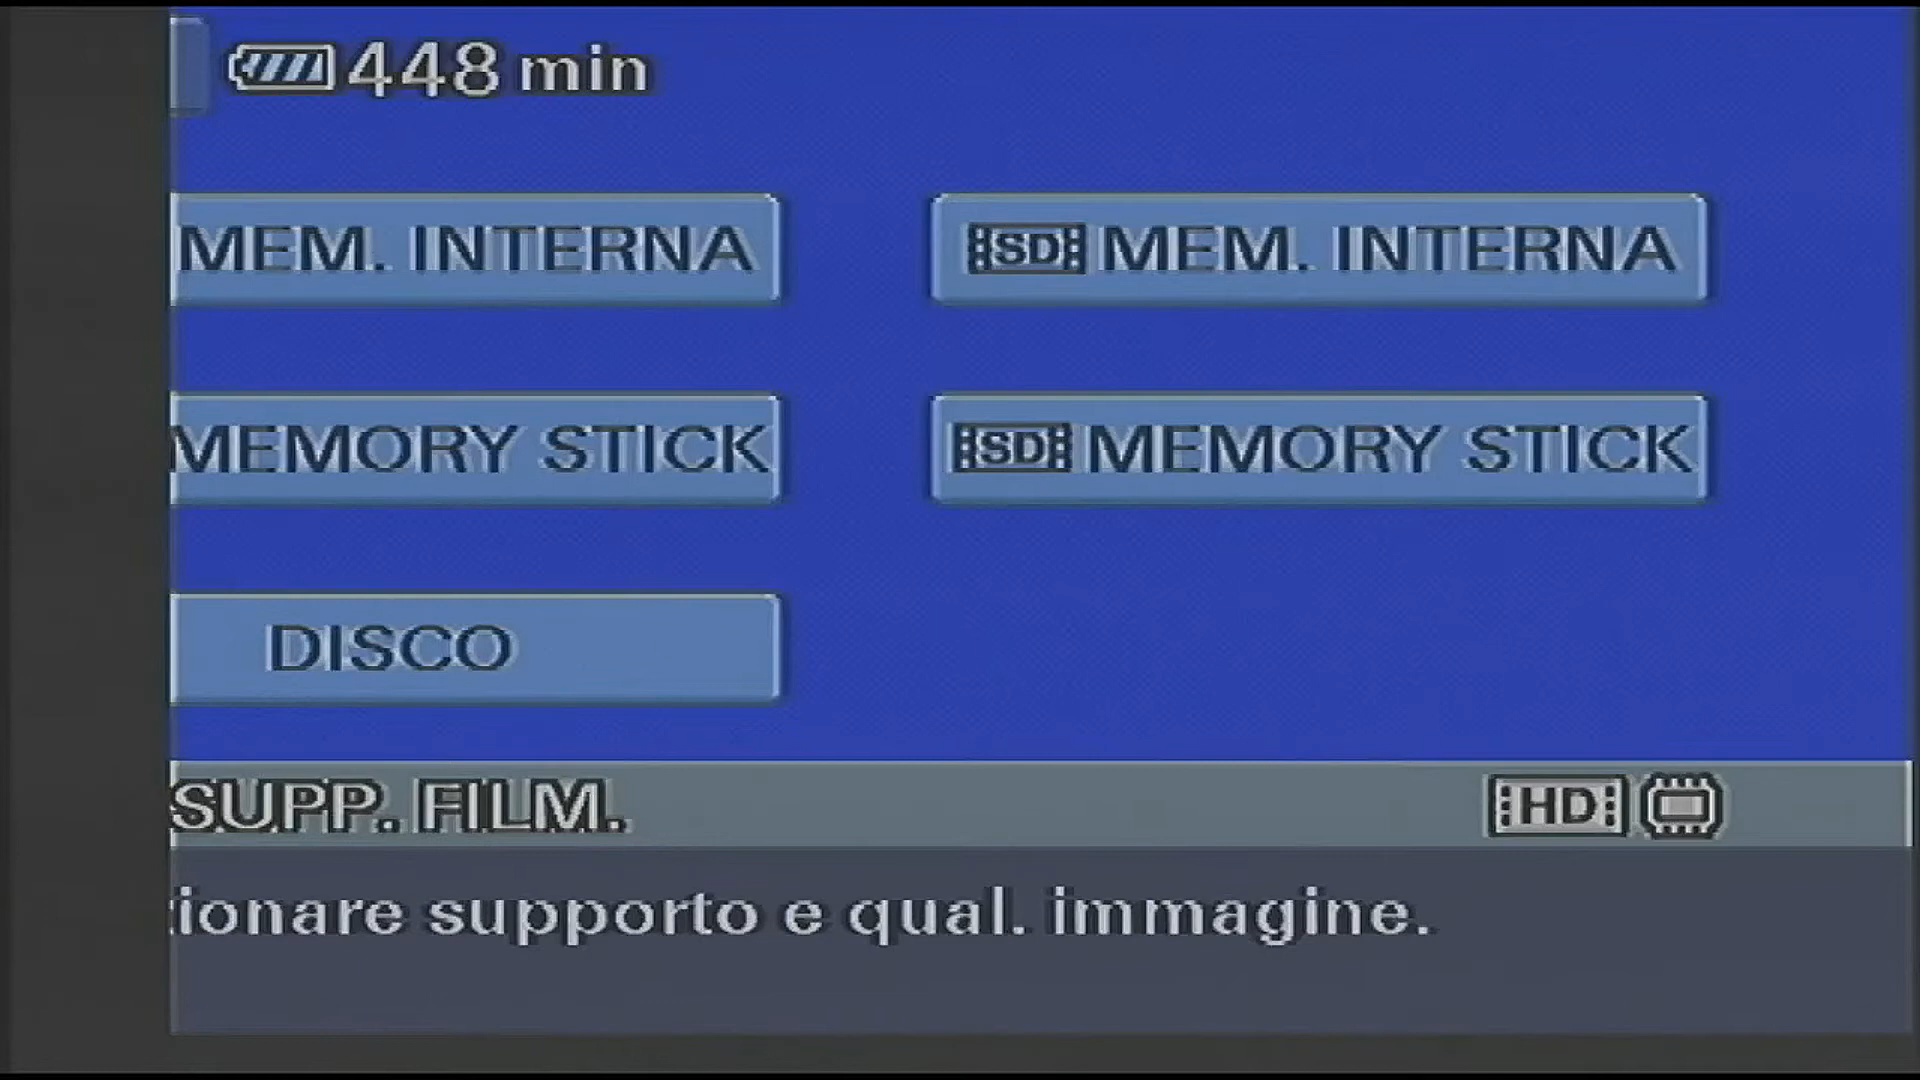 448 min
MEM. INTERNA
SD MEM. INTERNA
MEMORY STICK
SD MEMORY STICK
DISCO
SUPP. FILM. HD
zionare supporto e qual. immagine.